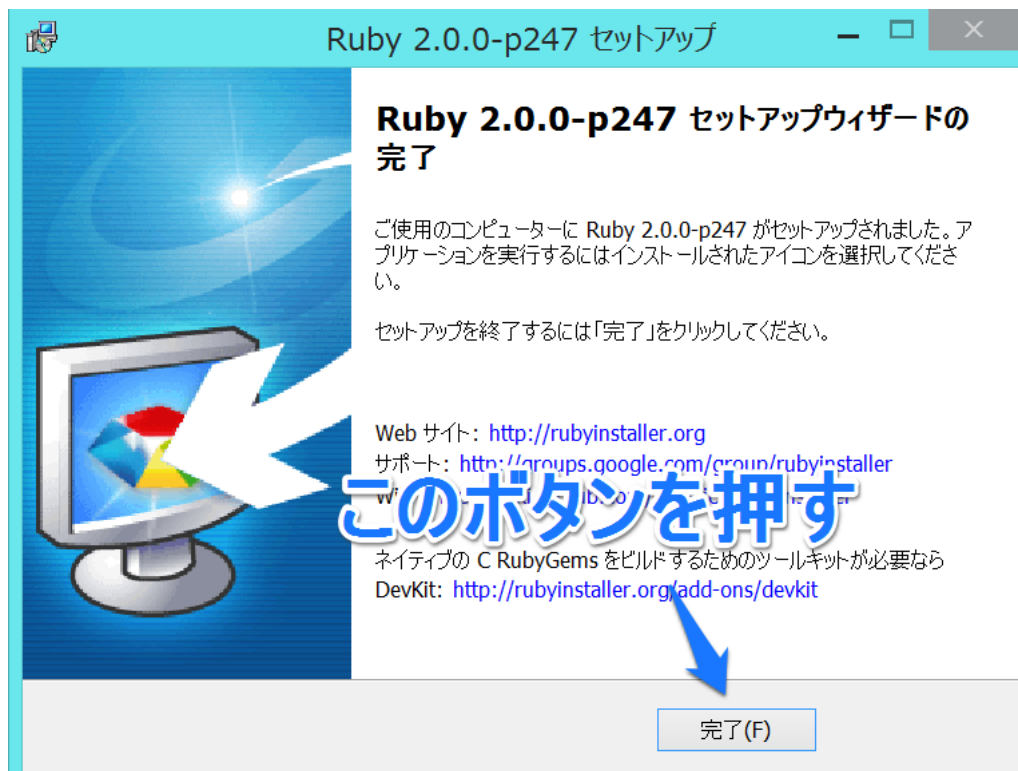 Ruby 2.0.0-p247 セットアップ
Ruby 2.0.0-p247 セットアップウィザードの
完了
ご使用のコンピューターに Ruby 2.0.0-p247 がセットアップされました。ア
プリケーションを実行するにはインストールされたアイコンを選択してくださ
い。
セットアップを終了するには「完了」をクリックしてください。
Web サイト: http://rubyinstaller.org
サポート: http://groups.google.com/group/rubyinstaller
このボタンを押す
ネイティブの C RubyGems をビルドするためのツールキットが必要なら
DevKit: http://rubyinstaller.org/add-ons/devkit
完了(F)